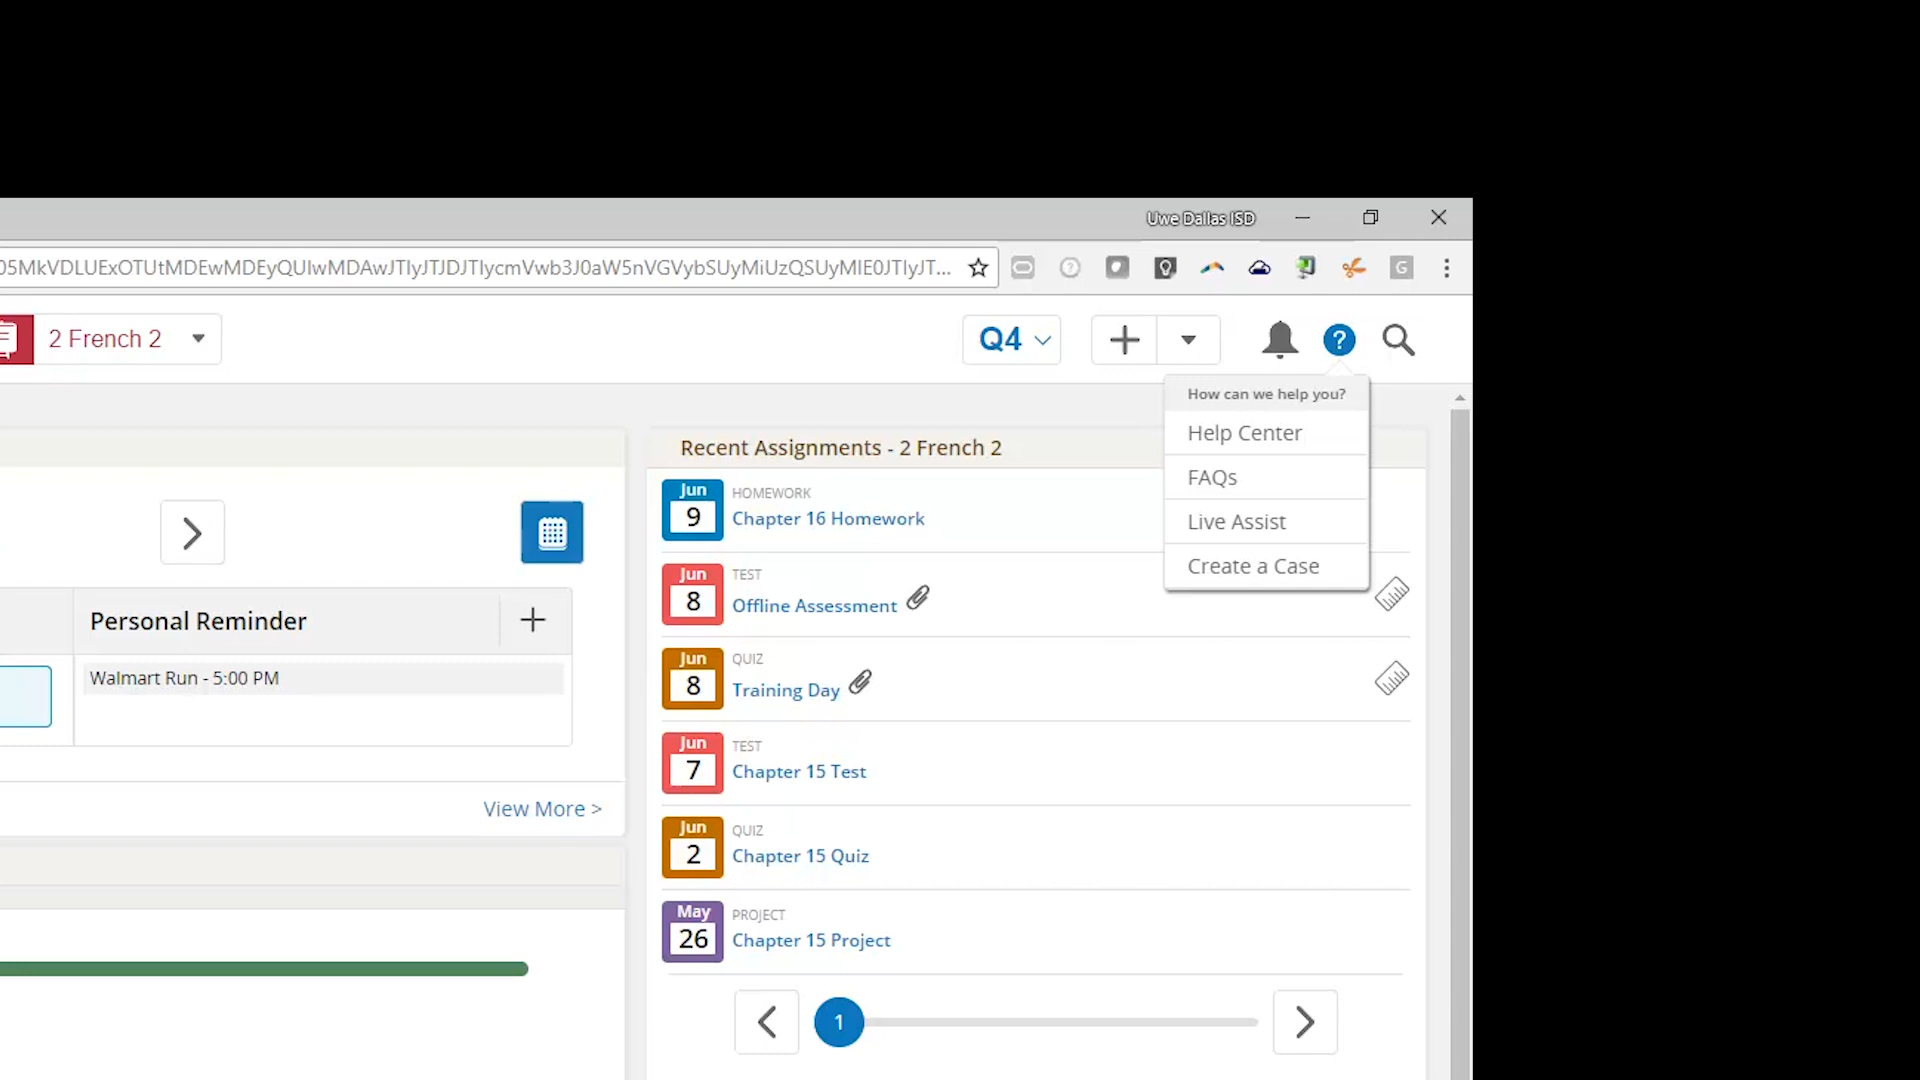 Uwe Dallas ISD
2 French 2
Q4
?
How can we help you?
Help Center
FAQs
Live Assist
Create a Case
Personal Reminder
Walmart Run - 5:00 PM
View More >
Recent Assignments - 2 French 2
Jun
9
HOMEWORK
Chapter 16 Homework
Jun
8
TEST
Offline Assessment
Jun
8
QUIZ
Training Day
Jun
7
TEST
Chapter 15 Test
Jun
2
QUIZ
Chapter 15 Quiz
May
26
PROJECT
Chapter 15 Project
1